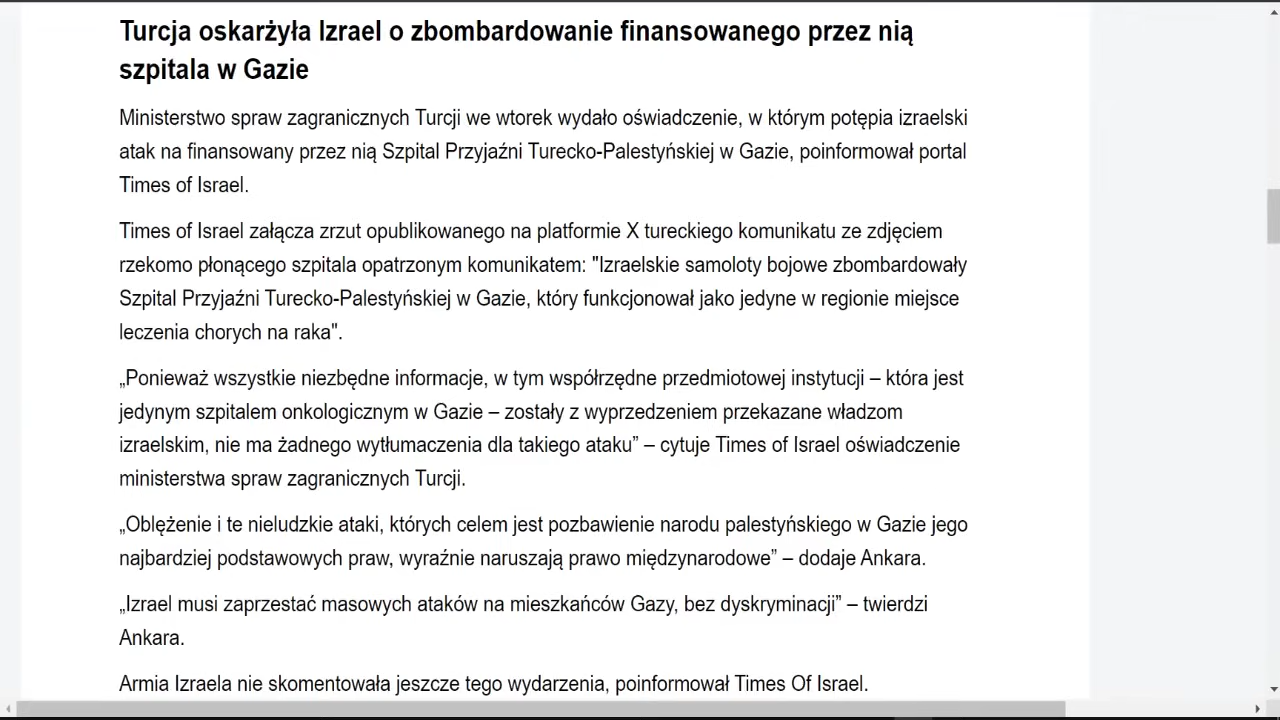 Turcja oskarżyła Izrael o zbombardowanie finansowanego przez nią
szpitala w Gazie
Ministerstwo spraw zagranicznych Turcji we wtorek wydało oświadczenie, w którym potępia izraelski
atak na finansowany przez nią Szpital Przyjaźni Turecko-Palestyńskiej w Gazie, poinformował portal
Times of Israel.
Times of Israel załącza zrzut opublikowanego na platformie X tureckiego komunikatu ze zdjęciem
rzekomo płonącego szpitala opatrzonym komunikatem: "Izraelskie samoloty bojowe zbombardowały
Szpital Przyjaźni Turecko-Palestyńskiej w Gazie, który funkcjonował jako jedyne w regionie miejsce
leczenia chorych na raka".
„Ponieważ wszystkie niezbędne informacje, w tym współrzędne przedmiotowej instytucji – która jest
jedynym szpitalem onkologicznym w Gazie – zostały z wyprzedzeniem przekazane władzom
izraelskim, nie ma żadnego wytłumaczenia dla takiego ataku” – cytuje Times of Israel oświadczenie
ministerstwa spraw zagranicznych Turcji.
„Oblężenie i te nieludzkie ataki, których celem jest pozbawienie narodu palestyńskiego w Gazie jego
najbardziej podstawowych praw, wyraźnie naruszają prawo międzynarodowe” – dodaje Ankara.
„Izrael musi zaprzestać masowych ataków na mieszkańców Gazy, bez dyskryminacji” – twierdzi
Ankara.
Armia Izraela nie skomentowała jeszcze tego wydarzenia, poinformował Times Of Israel.